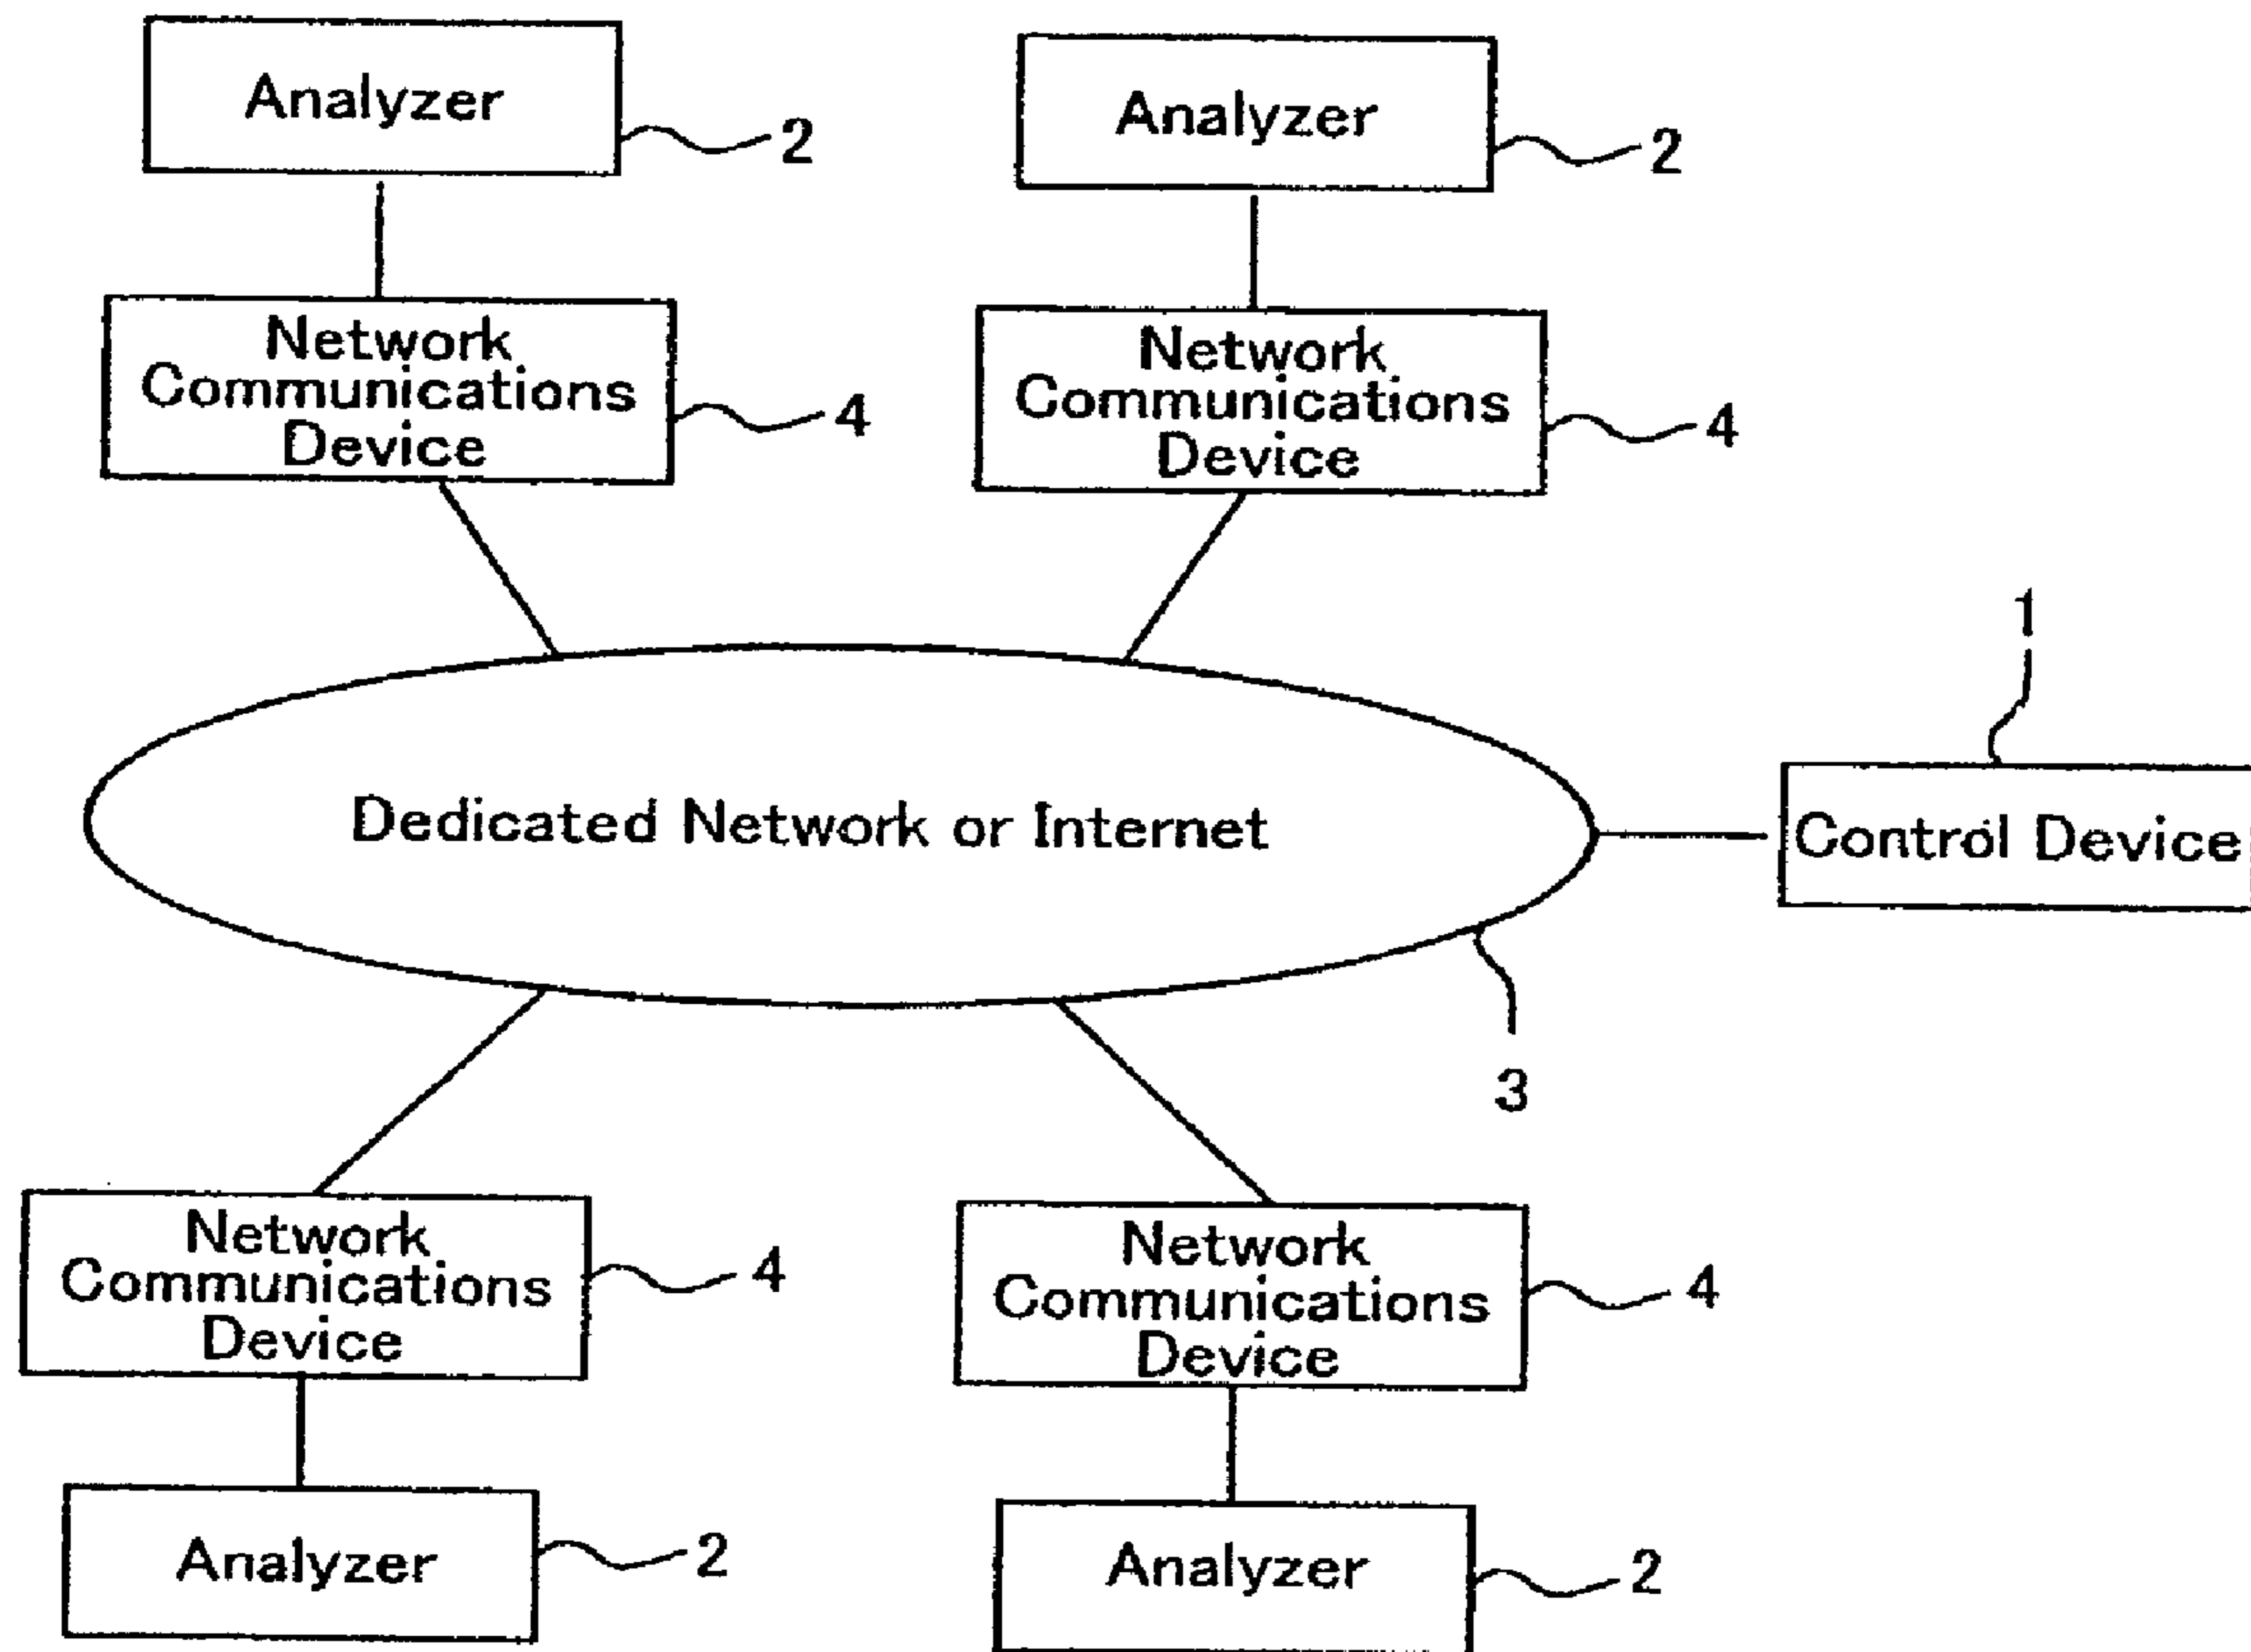 Analyzer
2
Analyzer
2
Network
Communications
Device
4
Network
Communications
Device
4
1
Dedicated Network or Internet
Control Device
3
Network
Communications
Device
4
Network
Communications
Device
4
Analyzer
2
Analyzer
2